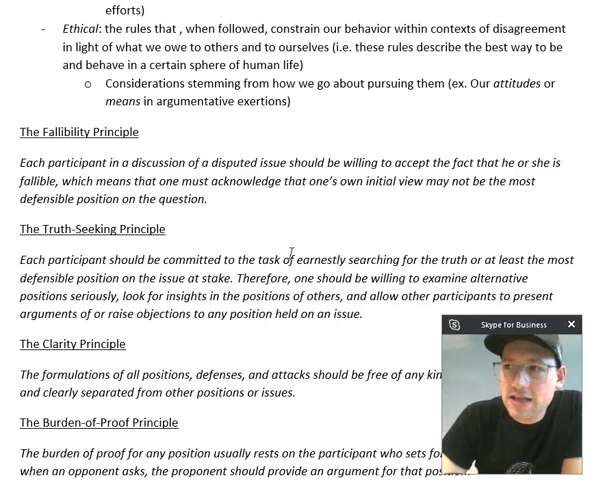 efforts)
- Ethical: the rules that , when followed, constrain our behavior within contexts of disagreement
in light of what we owe to others and to ourselves (i.e. these rules describe the best way to be
and behave in a certain sphere of human life)
o Considerations stemming from how we go about pursuing them (ex. Our attitudes or
means in argumentative exertions)
The Fallibility Principle
Each participant in a discussion of a disputed issue should be willing to accept the fact that he or she is
fallible, which means that one must acknowledge that one's own initial view may not be the most
defensible position on the question.
The Truth-Seeking Principle
Each participant should be committed to the task of earnestly searching for the truth or at least the most
defensible position on the issue at stake. Therefore, one should be willing to examine alternative
positions seriously, look for insights in the positions of others, and allow other participants to present
arguments of or raise objections to any position held on an issue.
Skype for Business
The Clarity Principle
The formulations of all positions, defenses, and attacks should be free of any
and clearly separated from other positions or issues.
The Burden-of-Proof Principle
The burden of proof for any position usually rests on the participant who sets
when an opponent asks, the proponent should provide an argument for that